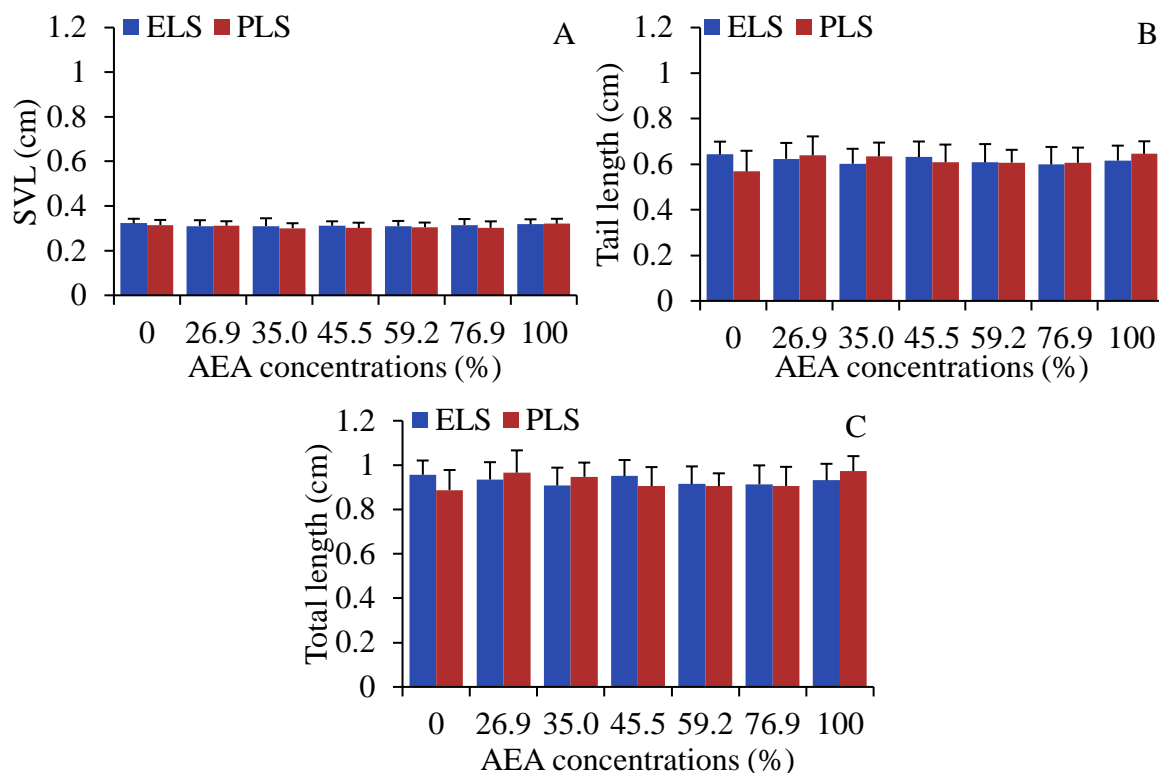 ELS PLS
A
SVL (cm)
1.2
1
0.8
0.6
0.4
0.2
0
0 26.9 35.0 45.5 59.2 76.9 100
AEA concentrations (%)
ELS PLS
B
Tail length (cm)
1.2
1
0.8
0.6
0.4
0.2
0
0 26.9 35.0 45.5 59.2 76.9 100
AEA concentrations (%)
ELS PLS
C
Total length (cm)
1.2
1
0.8
0.6
0.4
0.2
0
0 26.9 35.0 45.5 59.2 76.9 100
AEA concentrations (%)